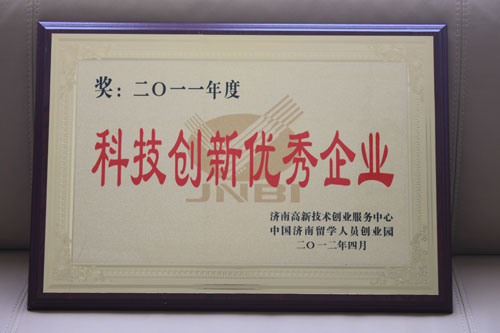 奖：二〇一一年度
科技创新优秀企业
JNBI
济南高新技术创业服务中心
中国济南留学人员创业园
二〇一二年四月